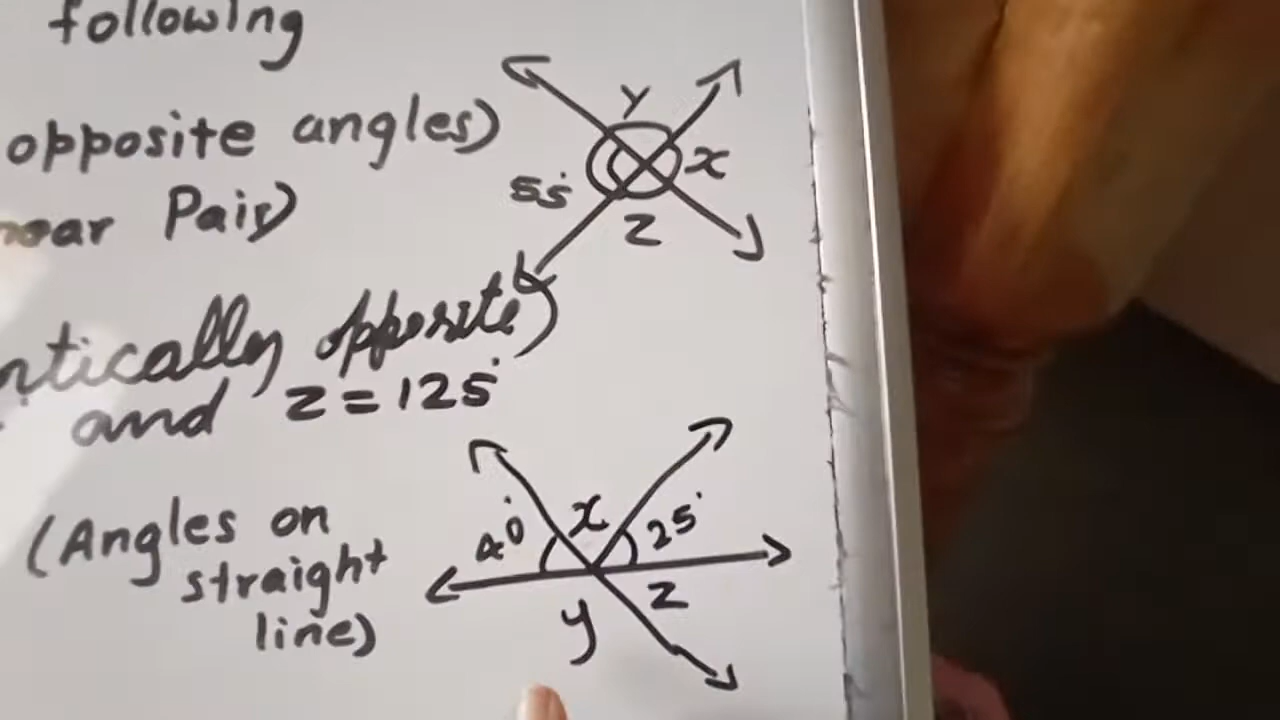 following
opposite angles)
Pair)
opposite)
and z = 125°
(Angles on
straight
line)
y
x
55°
z
40°
x
25°
y
z